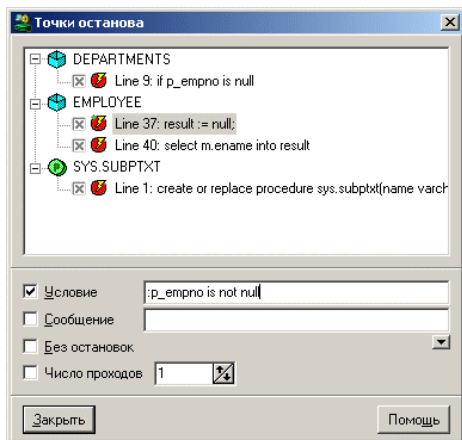 Точки останова
DEPARTMENTS
Line 9: if p_empno is null
EMPLOYEE
Line 37: result := null;
Line 40: select m.ename into result
SYS.SUBPTXT
Line 1: create or replace procedure sys.subptxt(name varch
Условие :p_empno is not null
Сообщение
Без остановок
Число проходов 1
Закрыть Помощь